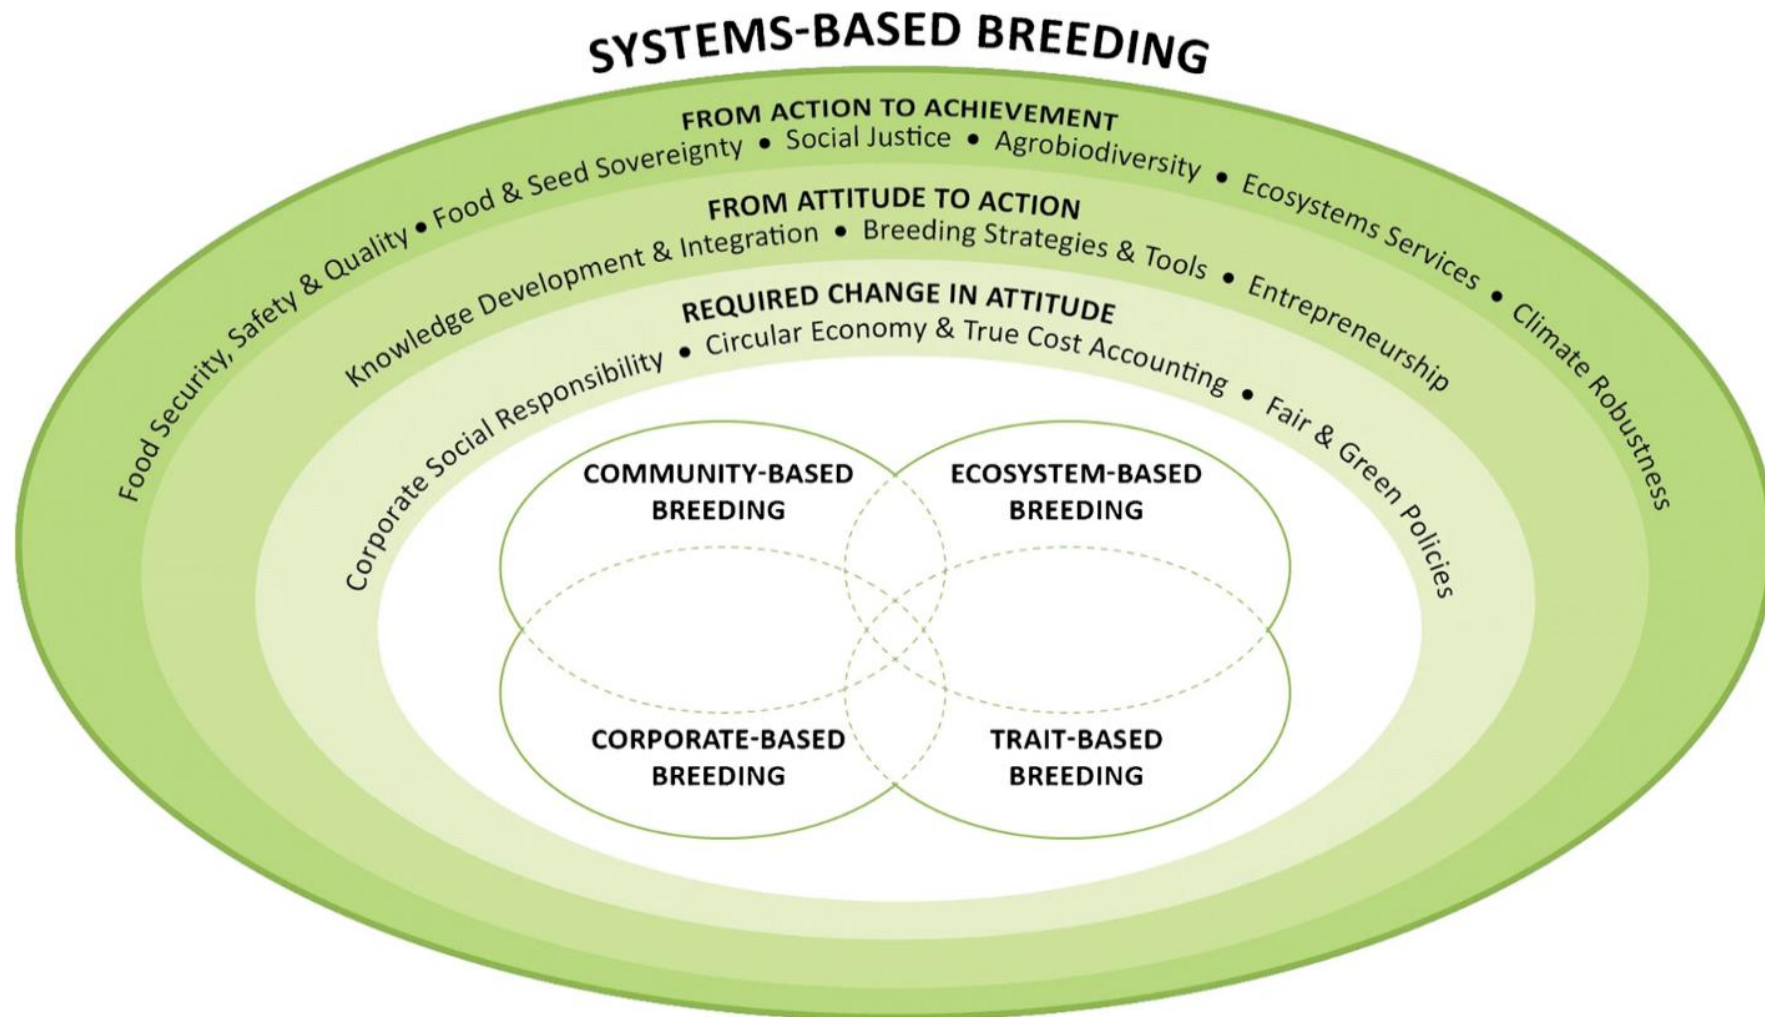 SYSTEMS-BASED BREEDING
FROM ACTION TO ACHIEVEMENT
Food Security, Safety & Quality • Food & Seed Sovereignty • Social Justice • Agrobiodiversity • Ecosystems Services • Climate Robustness
FROM ATTITUDE TO ACTION
Knowledge Development & Integration • Breeding Strategies & Tools • Entrepreneurship
REQUIRED CHANGE IN ATTITUDE
Corporate Social Responsibility • Circular Economy & True Cost Accounting • Fair & Green Policies
COMMUNITY-BASED
BREEDING
ECOSYSTEM-BASED
BREEDING
CORPORATE-BASED
BREEDING
TRAIT-BASED
BREEDING